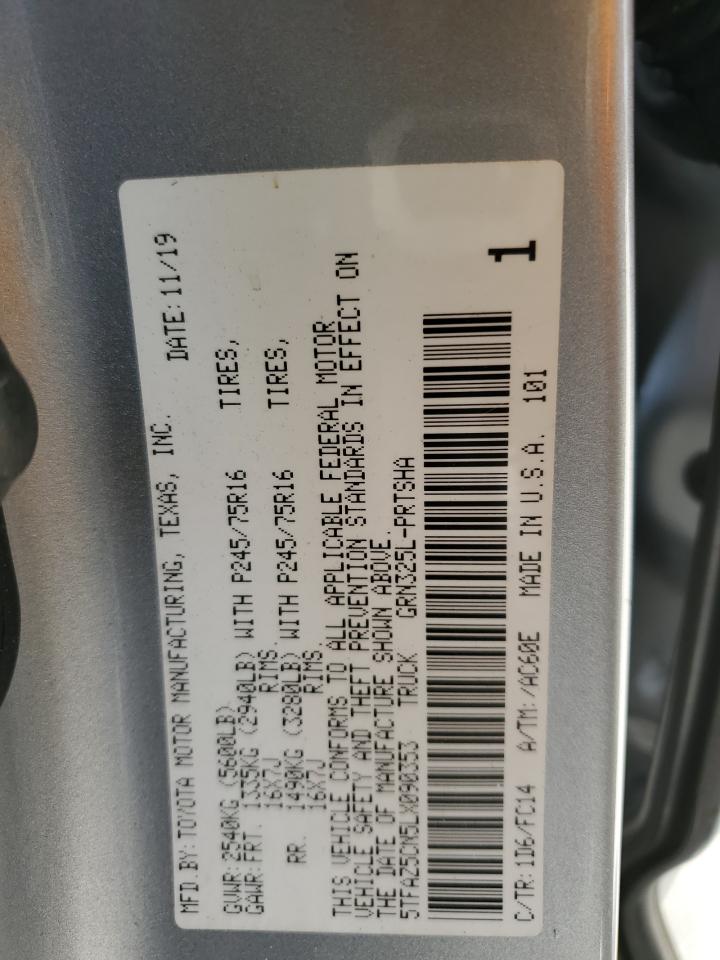 MFD.BY: TOYOTA MOTOR MANUFACTURING, TEXAS, INC. DATE: 11/19
GVWR: 2540KG (5600LB)
GAWR: FRT. 1335KG (2940LB) WITH P245/75R16 TIRES,
16X7J RIMS.
RR. 1490KG (3280LB) WITH P245/75R16 TIRES,
16X7J RIMS.
THIS VEHICLE CONFORMS TO ALL APPLICABLE FEDERAL MOTOR
VEHICLE SAFETY AND THEFT PREVENTION STANDARDS IN EFFECT ON
THE DATE OF MANUFACTURE SHOWN ABOVE.
5TFAZ5CN5LX090353 TRUCK GRN325L-PRTSHA
1
C/TR: 1D6/FC14 A/TM: /AC60E MADE IN U.S.A. 101